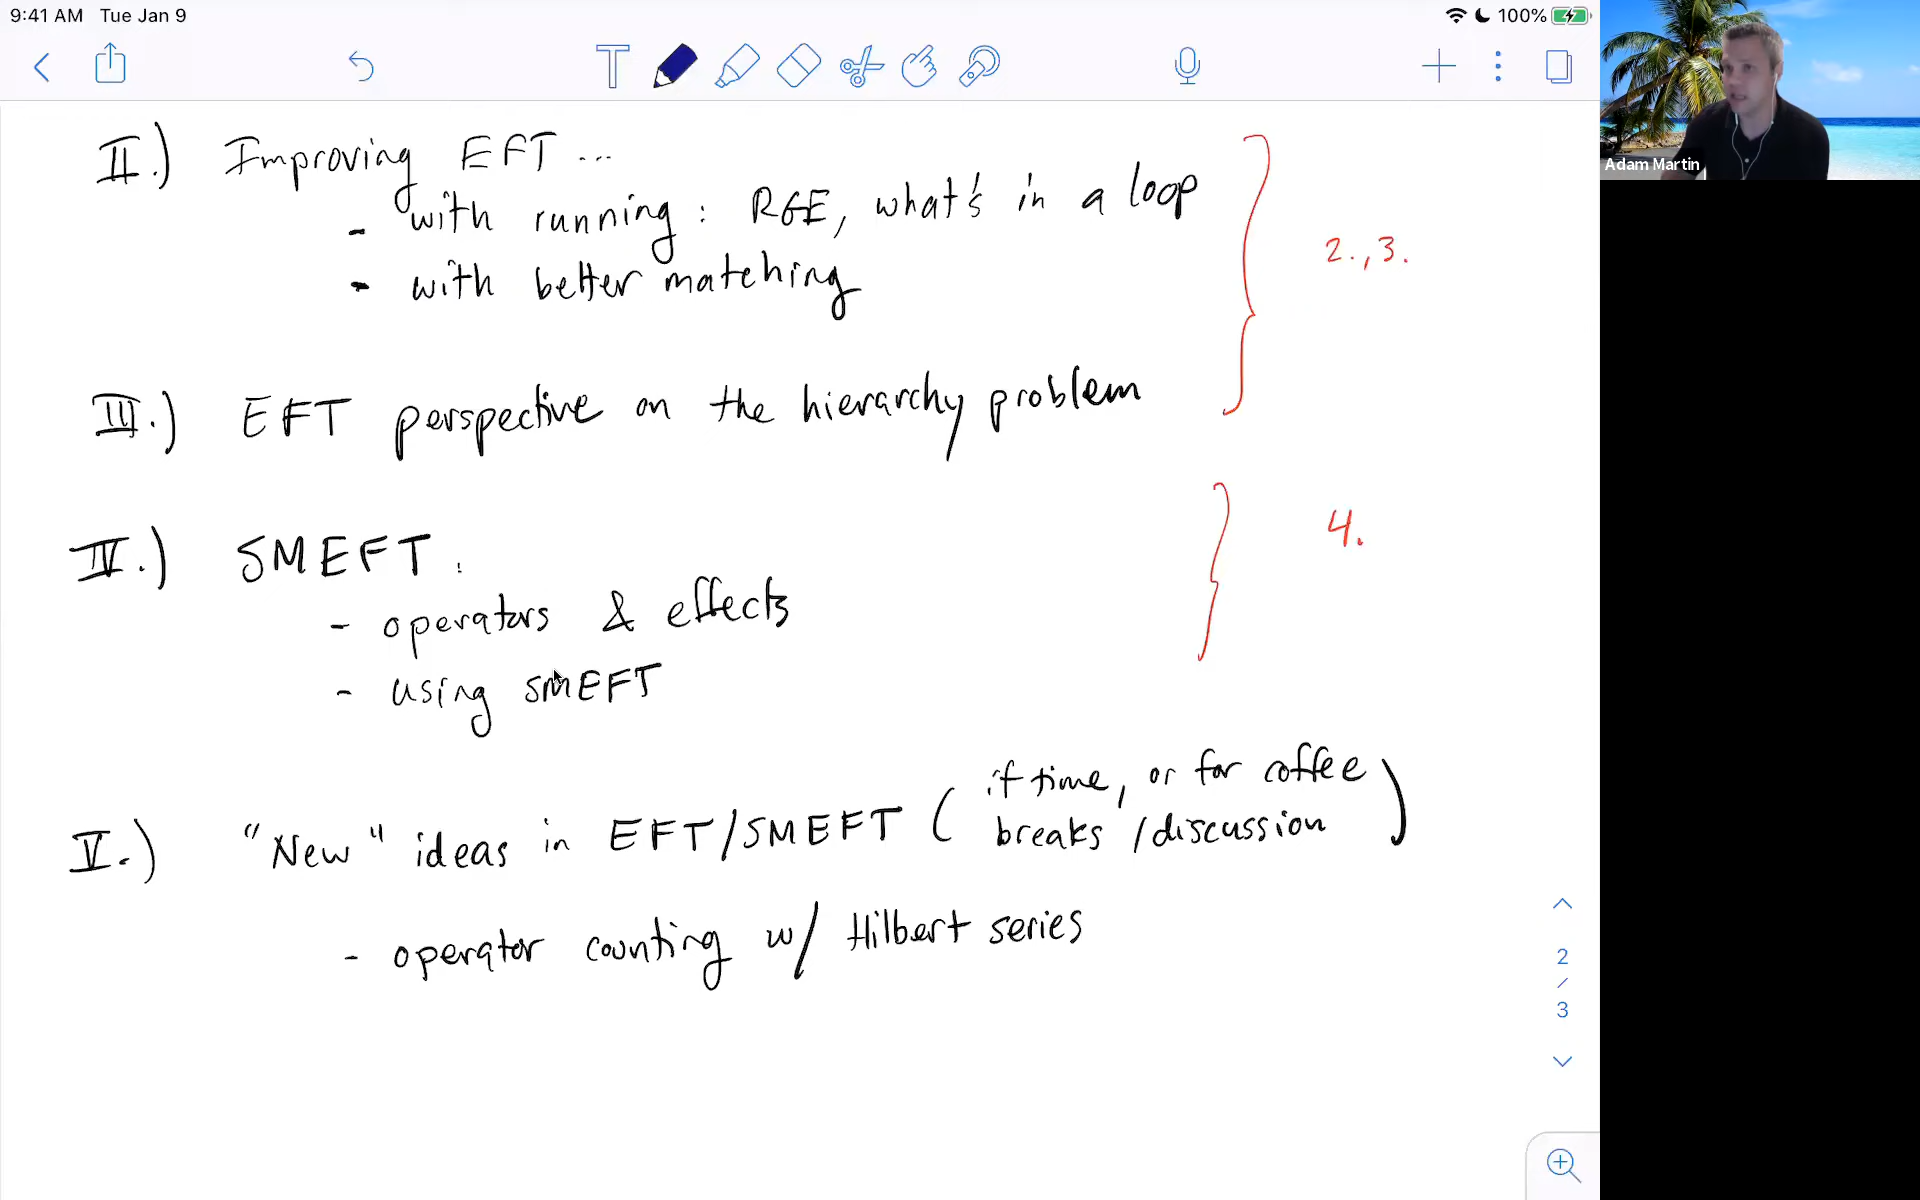 9:41 AM Tue Jan 9
100%
Adam Martin
II.) Improving EFT ...
- with running : RGE, what's in a loop
- with better matching
2., 3.
III.) EFT perspective on the hierarchy problem
IV.) SMEFT :
- operators & effects
- using SMEFT
4.
V.) "New" ideas in EFT/SMEFT ( if time, or for coffee
breaks / discussion )
- operator counting w/ Hilbert series
2
/
3